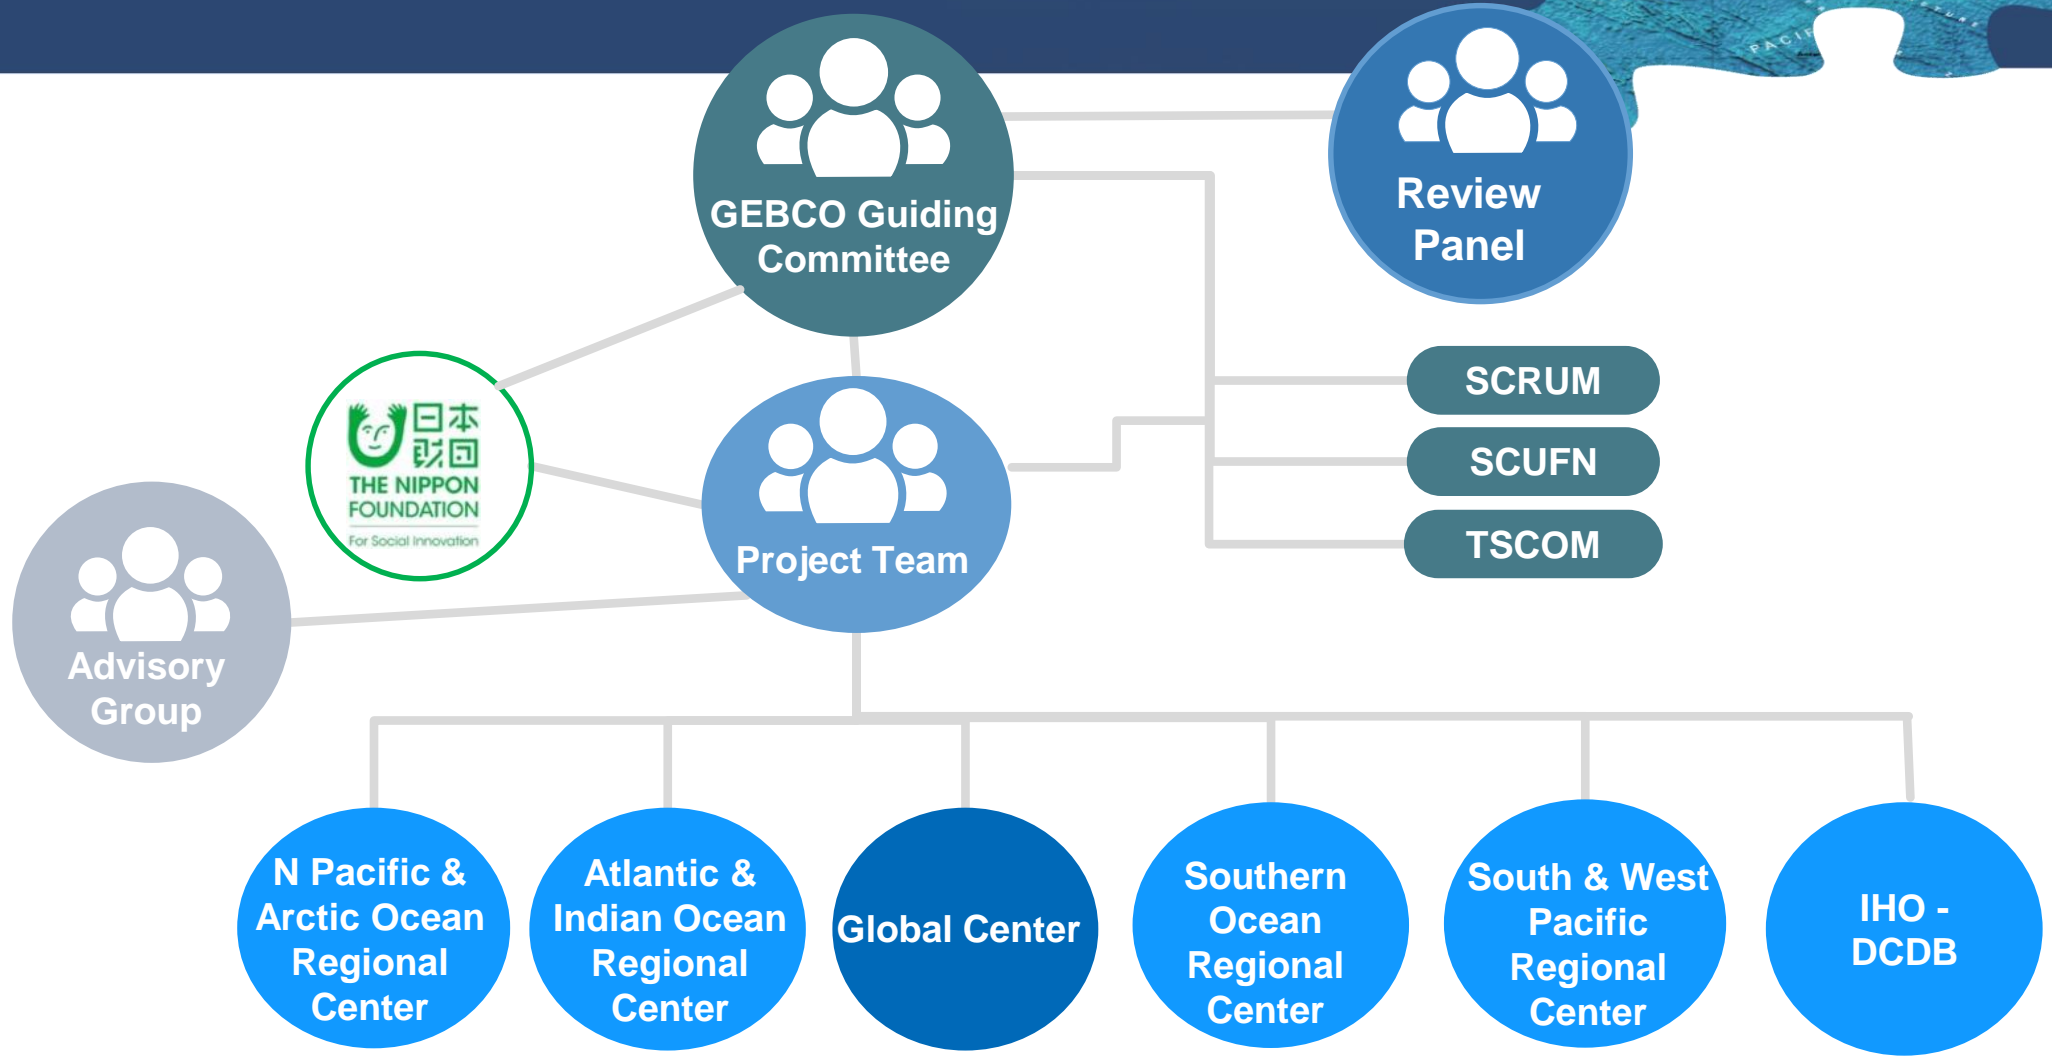 GEBCO Guiding
Committee
Review
Panel
SCRUM
SCUFN
TSCOM
日本
財団
THE NIPPON
FOUNDATION
For Social Innovation
Project Team
Advisory
Group
N Pacific &
Arctic Ocean
Regional
Center
Atlantic &
Indian Ocean
Regional
Center
Global Center
Southern
Ocean
Regional
Center
South & West
Pacific
Regional
Center
IHO -
DCDB